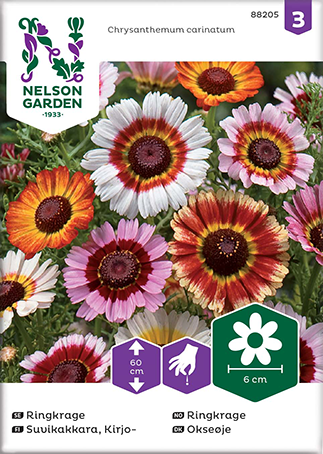 Chrysanthemum carinatum
88205
3
NELSON
GARDEN
·1933·
60
cm
6 cm
SE Ringkrage
FI Suvikakkara, Kirjo-
NO Ringkrage
DK Okseøje